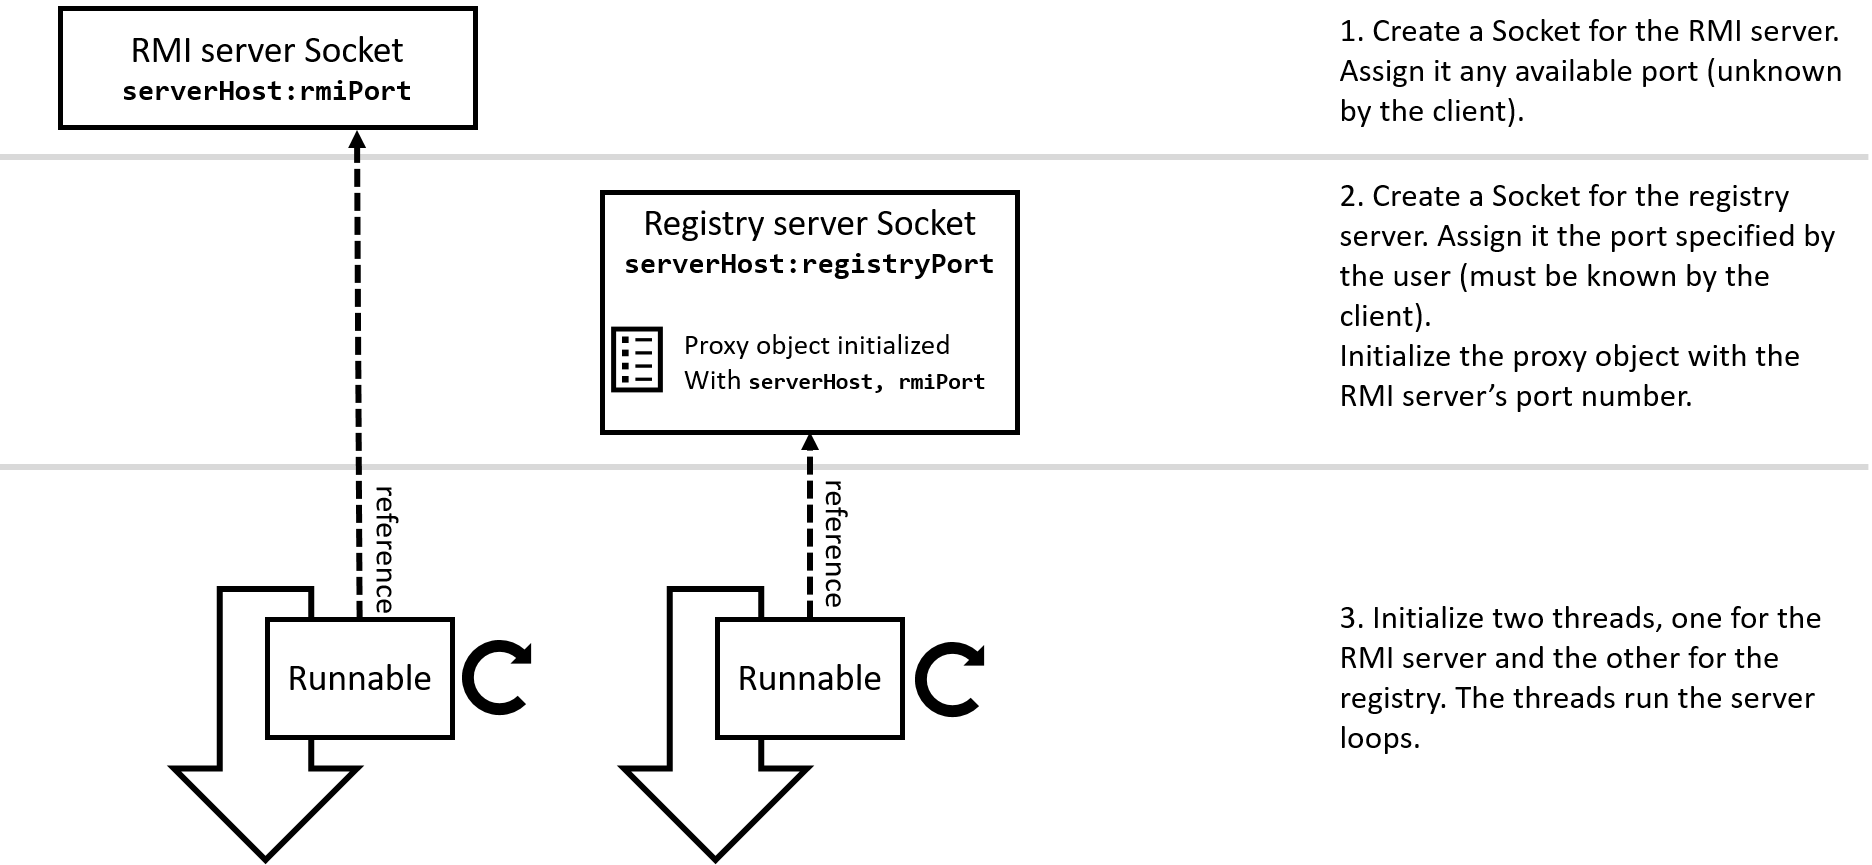 RMI server Socket
serverHost:rmiPort
1. Create a Socket for the RMI server.
Assign it any available port (unknown
by the client).
Registry server Socket
serverHost:registryPort
Proxy object initialized
With serverHost, rmiPort
2. Create a Socket for the registry
server. Assign it the port specified by
the user (must be known by the
client).
Initialize the proxy object with the
RMI server’s port number.
reference
reference
Runnable
Runnable
3. Initialize two threads, one for the
RMI server and the other for the
registry. The threads run the server
loops.